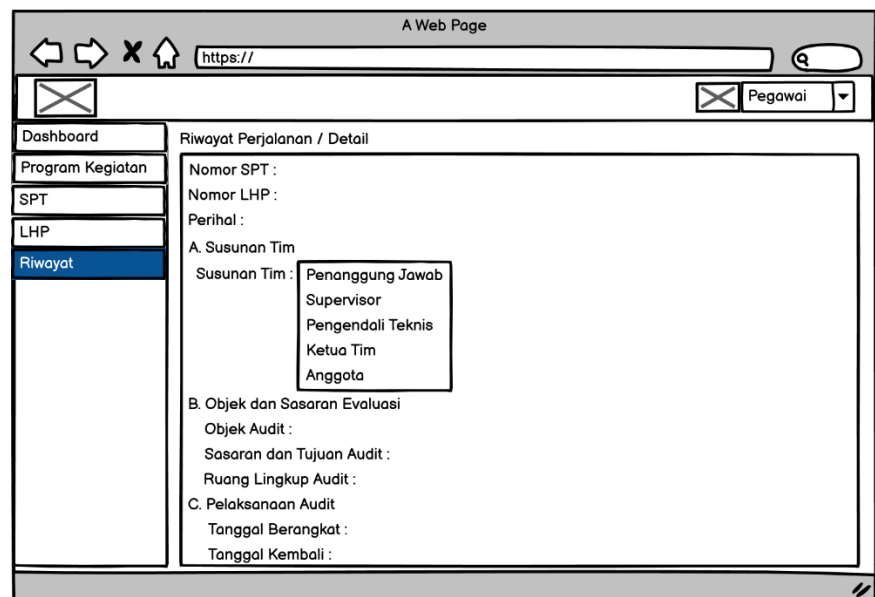 A Web Page
https://
Pegawai
Dashboard
Program Kegiatan
SPT
LHP
Riwayat
Riwayat Perjalanan / Detail
Nomor SPT :
Nomor LHP :
Perihal :
A. Susunan Tim
Susunan Tim :
Penanggung Jawab
Supervisor
Pengendali Teknis
Ketua Tim
Anggota
B. Objek dan Sasaran Evaluasi
Objek Audit :
Sasaran dan Tujuan Audit :
Ruang Lingkup Audit :
C. Pelaksanaan Audit
Tanggal Berangkat :
Tanggal Kembali :